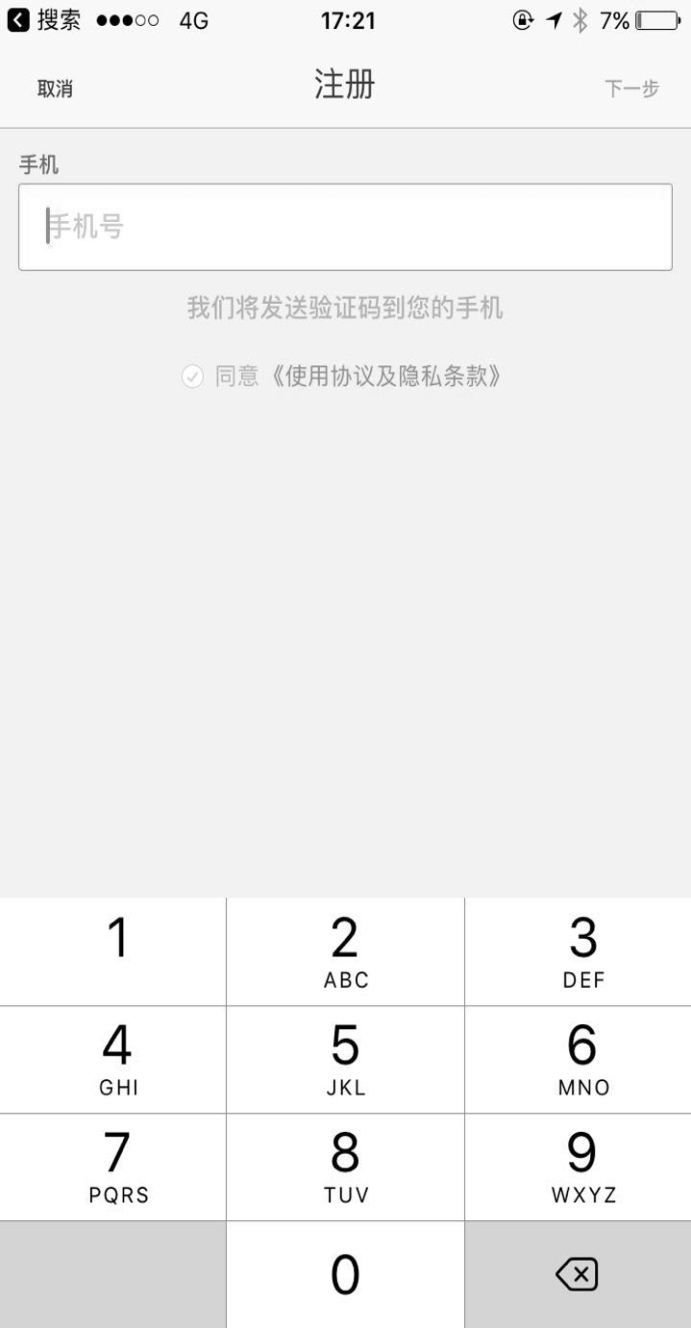 搜索 4G 17:21 7%
取消 注册 下一步
手机
手机号
我们将发送验证码到您的手机
同意《使用协议及隐私条款》
1 2 3
ABC DEF
4 5 6
GHI JKL MNO
7 8 9
PQRS TUV WXYZ
0